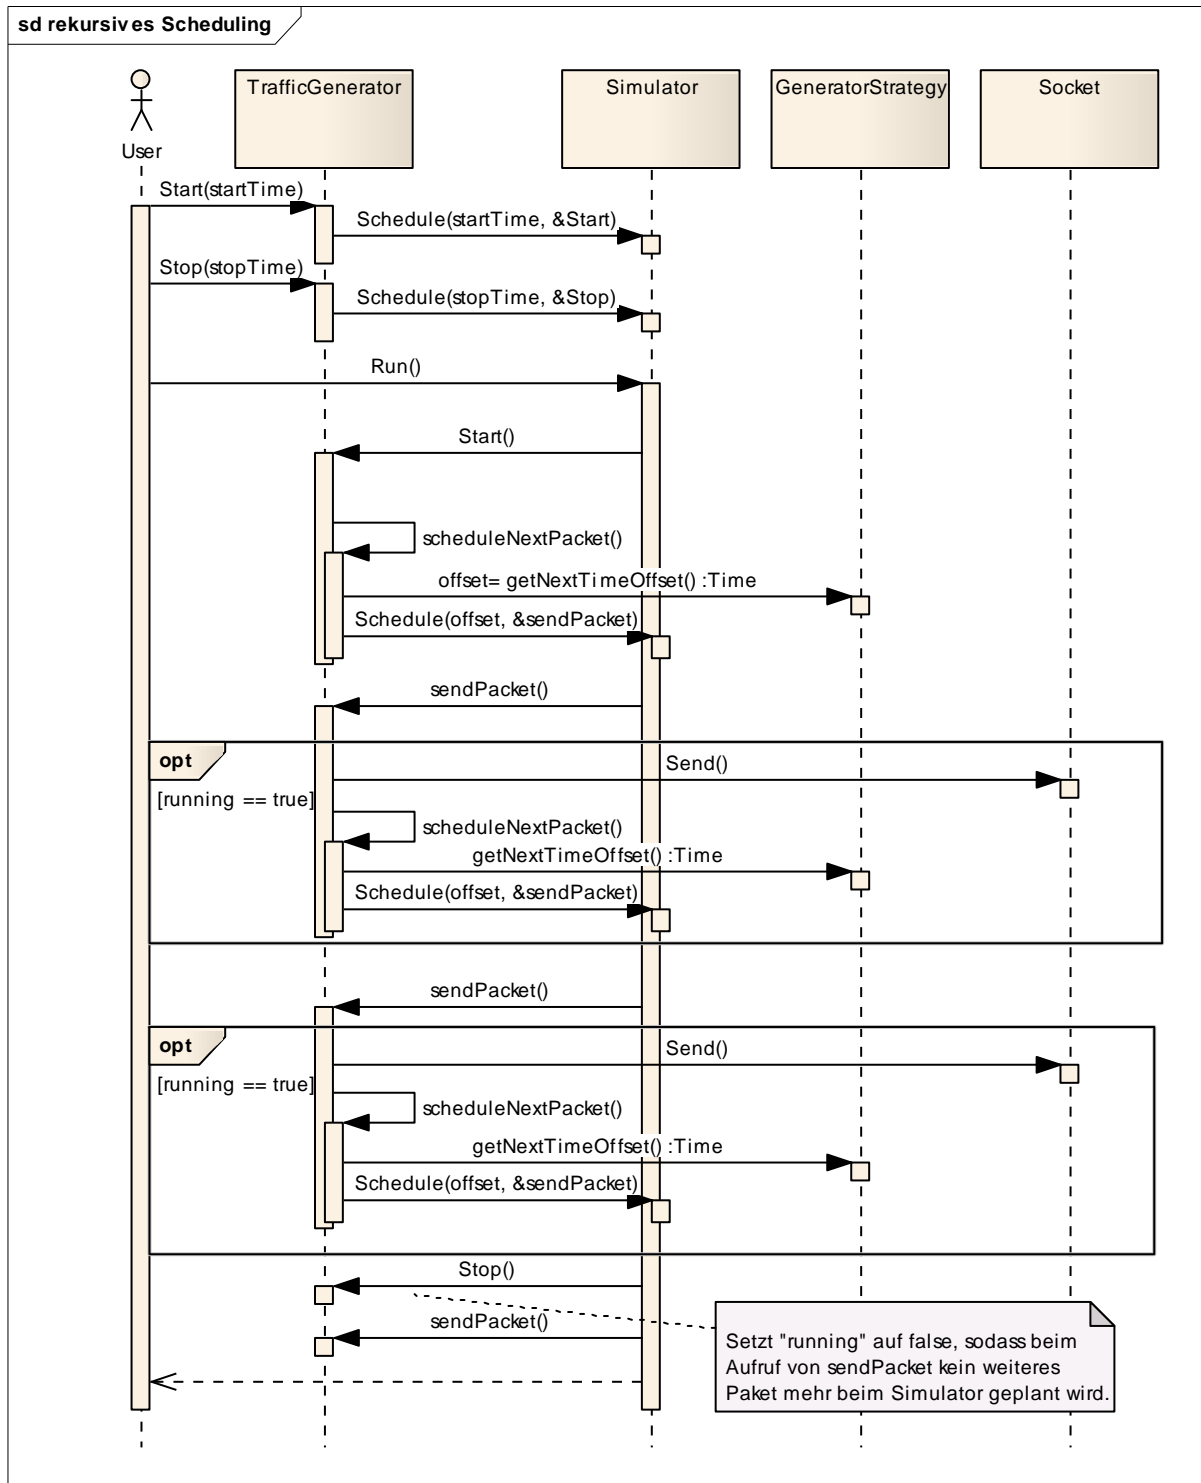 sd rekursives Scheduling
User
TrafficGenerator
Simulator
GeneratorStrategy
Socket
Start(startTime)
Schedule(startTime, &Start)
Stop(stopTime)
Schedule(stopTime, &Stop)
Run()
Start()
scheduleNextPacket()
offset= getNextTimeOffset() :Time
Schedule(offset, &sendPacket)
sendPacket()
opt
Send()
[running == true]
scheduleNextPacket()
getNextTimeOffset() :Time
Schedule(offset, &sendPacket)
sendPacket()
opt
Send()
[running == true]
scheduleNextPacket()
getNextTimeOffset() :Time
Schedule(offset, &sendPacket)
Stop()
sendPacket()
Setzt "running" auf false, sodass beim
Aufruf von sendPacket kein weiteres
Paket mehr beim Simulator geplant wird.